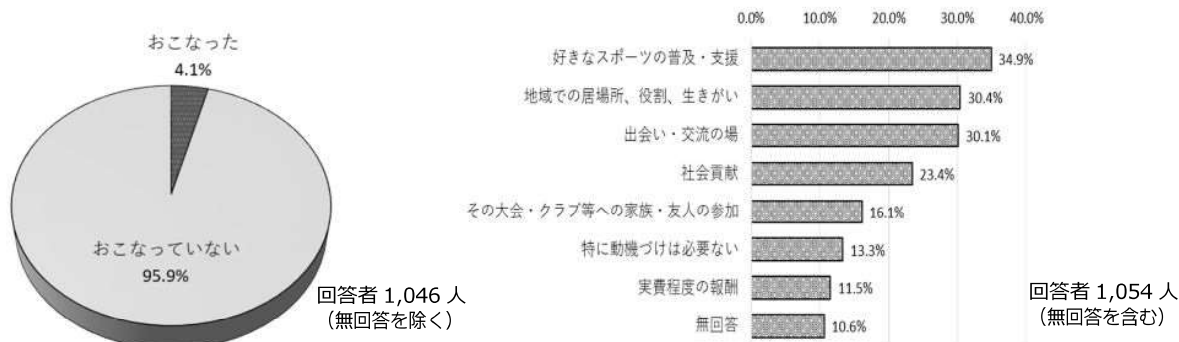 おこなった
4.1%
おこなっていない
95.9%
回答者 1,046 人
（無回答を除く）
0.0% 10.0% 20.0% 30.0% 40.0%
好きなスポーツの普及・支援 34.9%
地域での居場所、役割、生きがい 30.4%
出会い・交流の場 30.1%
社会貢献 23.4%
その大会・クラブ等への家族・友人の参加 16.1%
特に動機づけは必要ない 13.3%
実費程度の報酬 11.5%
無回答 10.6%
回答者 1,054 人
（無回答を含む）